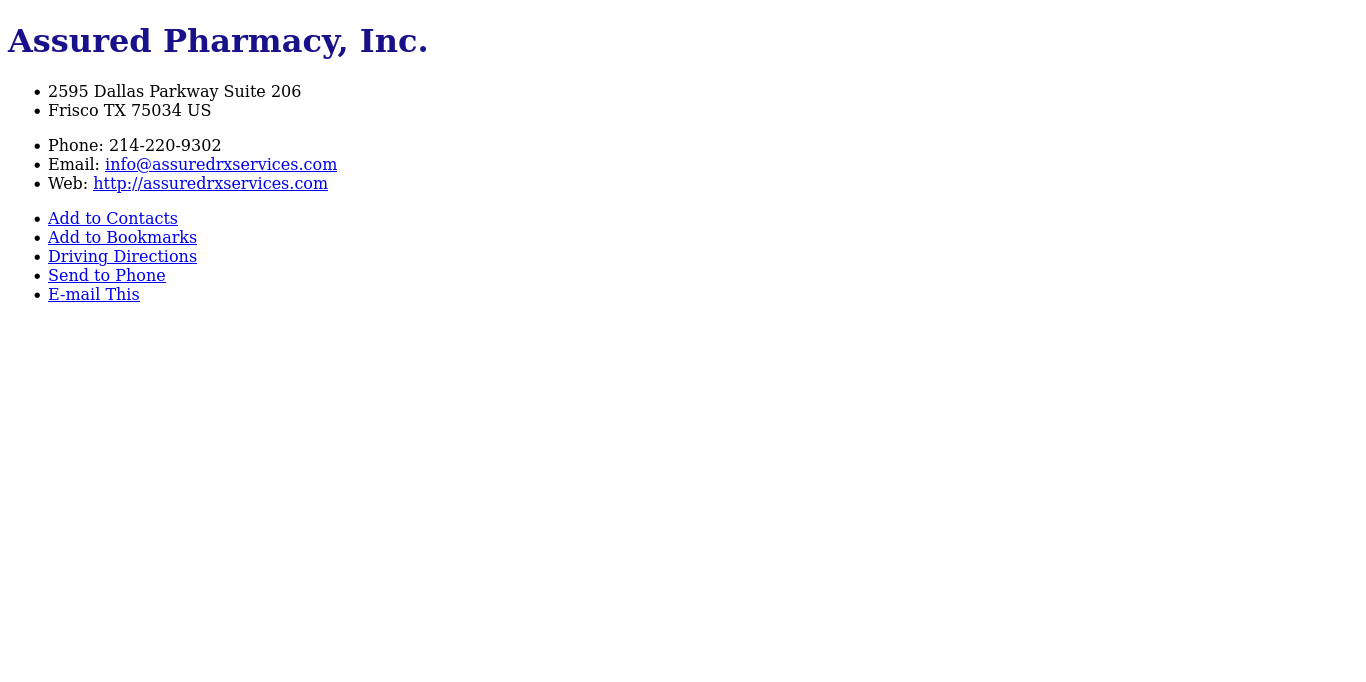 Assured Pharmacy, Inc.
2595 Dallas Parkway Suite 206
Frisco TX 75034 US
Phone: 214-220-9302
Email: info@assuredrxservices.com
Web: http://assuredrxservices.com
Add to Contacts
Add to Bookmarks
Driving Directions
Send to Phone
E-mail This